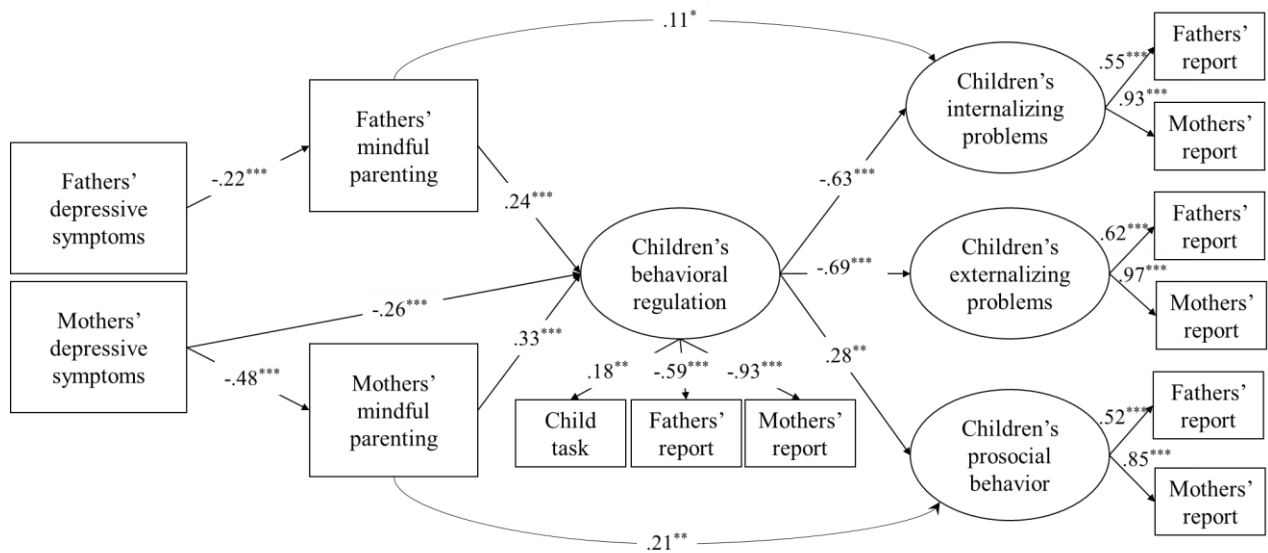 .11*
Fathers'
depressive
symptoms
Mothers'
depressive
symptoms
-.22***
-.48***
Fathers'
mindful
parenting
Mothers'
mindful
parenting
.24***
-.26***
.33***
Children's
behavioral
regulation
.18**
-.59***
-.93***
Child
task
Fathers'
report
Mothers'
report
-.63***
-.69***
.28**
Children's
internalizing
problems
.55***
.93***
Fathers'
report
Mothers'
report
Children's
externalizing
problems
.62***
.97***
Fathers'
report
Mothers'
report
Children's
prosocial
behavior
.52***
.85***
Fathers'
report
Mothers'
report
.21**